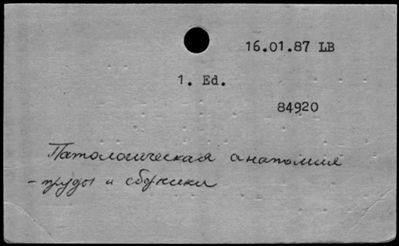 16.01.87 LB
1. Ed.
84920
Патологическая анатомия
- труды и сборники